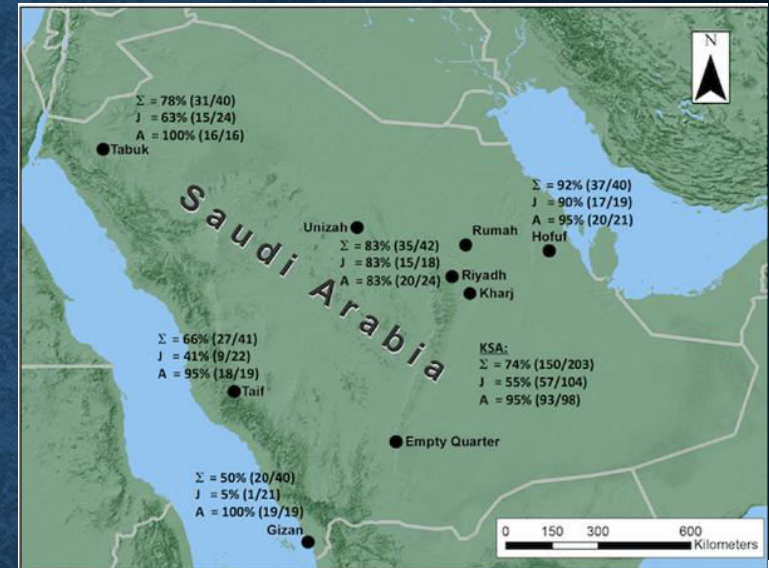 N
Σ = 78% (31/40)
J = 63% (15/24)
A = 100% (16/16)
Tabuk
Saudi Arabia
Σ = 92% (37/40)
J = 90% (17/19)
A = 95% (20/21)
Hofuf
Unizah
Rumah
Σ = 83% (35/42)
J = 83% (15/18)
A = 83% (20/24)
Riyadh
Kharj
Σ = 66% (27/41)
J = 41% (9/22)
A = 95% (18/19)
Taif
KSA:
Σ = 74% (150/203)
J = 55% (57/104)
A = 95% (93/98)
Empty Quarter
Σ = 50% (20/40)
J = 5% (1/21)
A = 100% (19/19)
Gizan
0 150 300 600
Kilometers